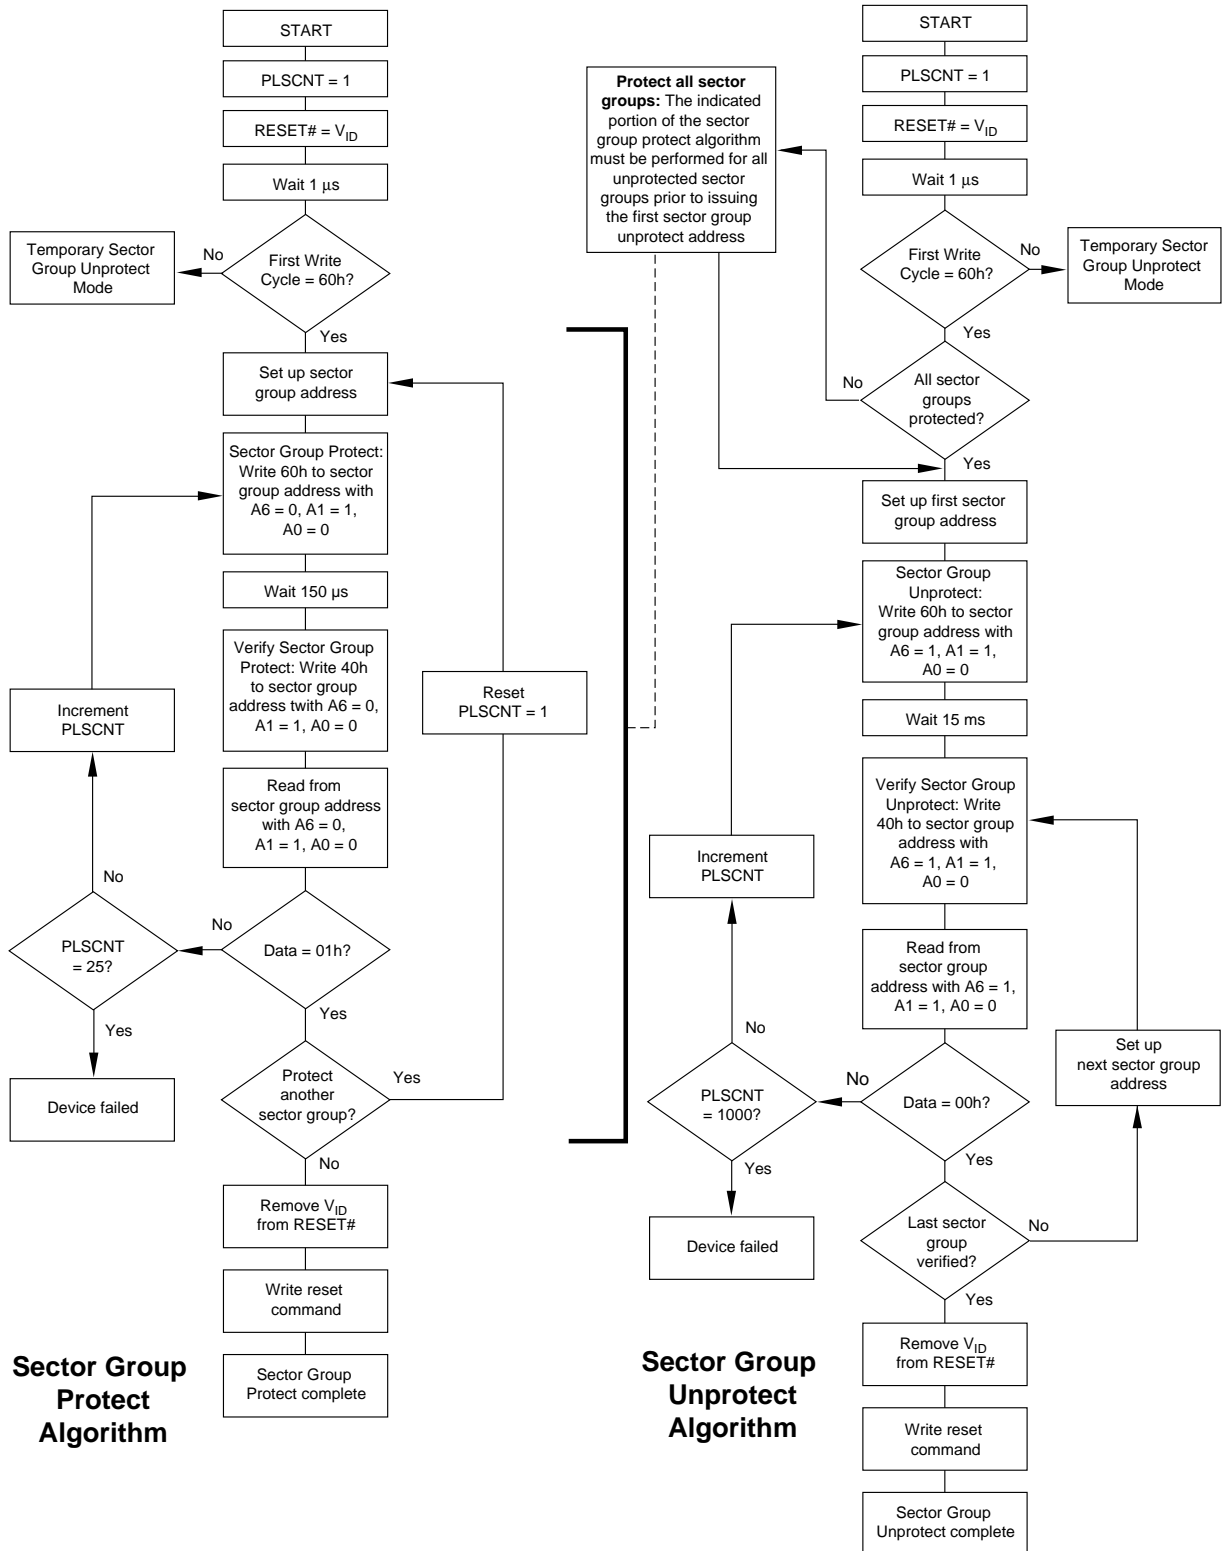 START
PLSCNT = 1
RESET# = VID
Wait 1 μs
First Write
Cycle = 60h?
No
Temporary Sector
Group Unprotect
Mode
Yes
Set up sector
group address
Sector Group Protect:
Write 60h to sector
group address with
A6 = 0, A1 = 1,
A0 = 0
Wait 150 µs
Verify Sector Group
Protect: Write 40h
to sector group
address twith A6 = 0,
A1 = 1, A0 = 0
Reset
PLSCNT = 1
Increment
PLSCNT
Read from
sector group address
with A6 = 0,
A1 = 1, A0 = 0
No
No
PLSCNT
= 25?
Data = 01h?
Yes
Yes
Device failed
Protect
another
sector group?
Yes
No
Remove VID
from RESET#
Write reset
command
Sector Group
Protect complete
Sector Group
Protect
Algorithm
Protect all sector
groups: The indicated
portion of the sector
group protect algorithm
must be performed for all
unprotected sector
groups prior to issuing
the first sector group
unprotect address
START
PLSCNT = 1
RESET# = VID
Wait 1 μs
First Write
Cycle = 60h?
No
Temporary Sector
Group Unprotect
Mode
Yes
No
All sector
groups
protected?
Yes
Set up first sector
group address
Sector Group
Unprotect:
Write 60h to sector
group address with
A6 = 1, A1 = 1,
A0 = 0
Wait 15 ms
Verify Sector Group
Unprotect: Write
40h to sector group
address with
A6 = 1, A1 = 1,
A0 = 0
Increment
PLSCNT
Read from
sector group
address with A6 = 1,
A1 = 1, A0 = 0
No
No
PLSCNT
= 1000?
Data = 00h?
Set up
next sector group
address
Yes
Yes
Device failed
Last sector
group
verified?
No
Yes
Remove VID
from RESET#
Write reset
command
Sector Group
Unprotect complete
Sector Group
Unprotect
Algorithm